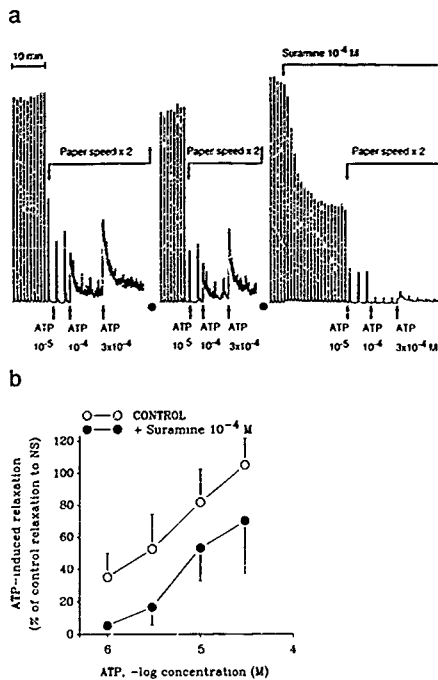 a
10 min
Suramine 10⁻⁴ M
Paper speed x 2
Paper speed x 2
Paper speed x 2
ATP ATP ATP
10⁻⁵ 10⁻⁴ 3x10⁻⁴
ATP ATP ATP
10⁻⁵ 10⁻⁴ 3x10⁻⁴
ATP ATP ATP
10⁻⁵ 10⁻⁴ 3x10⁻⁴ M
b
CONTROL
+ Suramine 10⁻⁴ M
ATP-induced relaxation
(% of control relaxation to NS)
120
100
80
60
40
20
0
6 5 4
ATP, -log concentration (M)